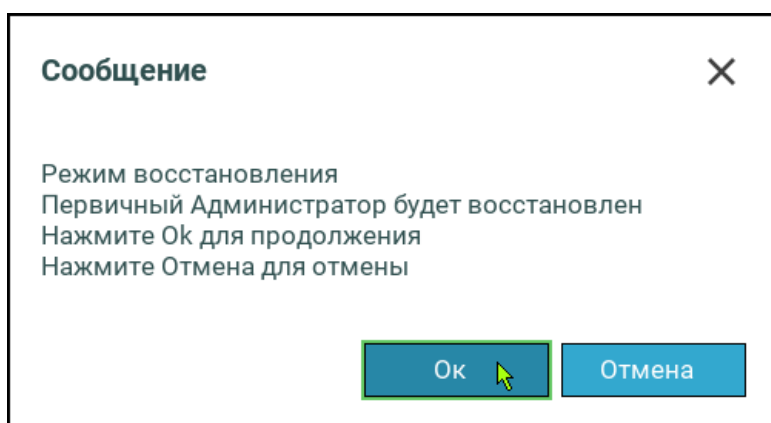 Сообщение
Режим восстановления
Первичный Администратор будет восстановлен
Нажмите Ok для продолжения
Нажмите Отмена для отмены
Ок Отмена